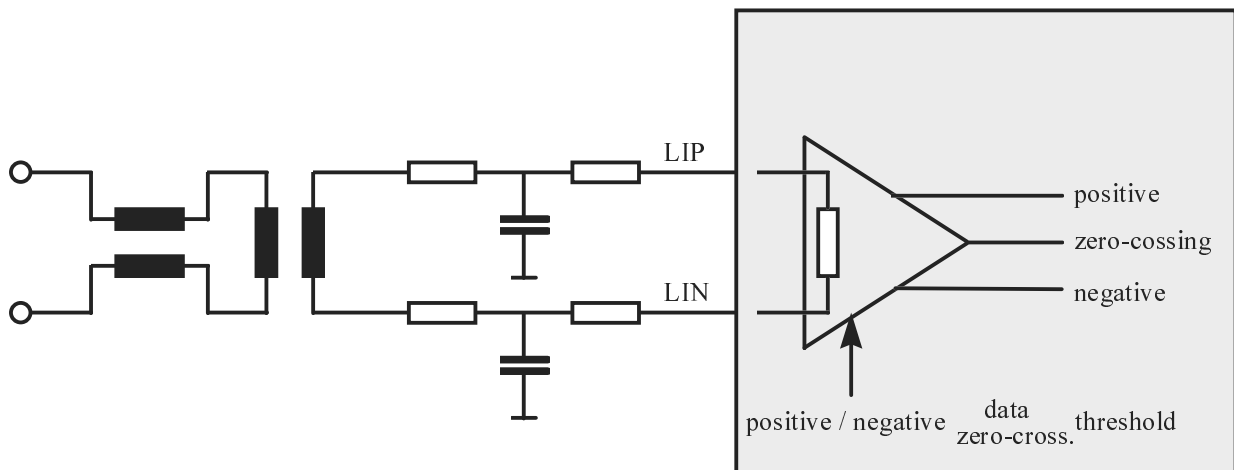 LIP
positive
zero-cossing
LIN
negative
positive / negative data threshold
zero-cross.